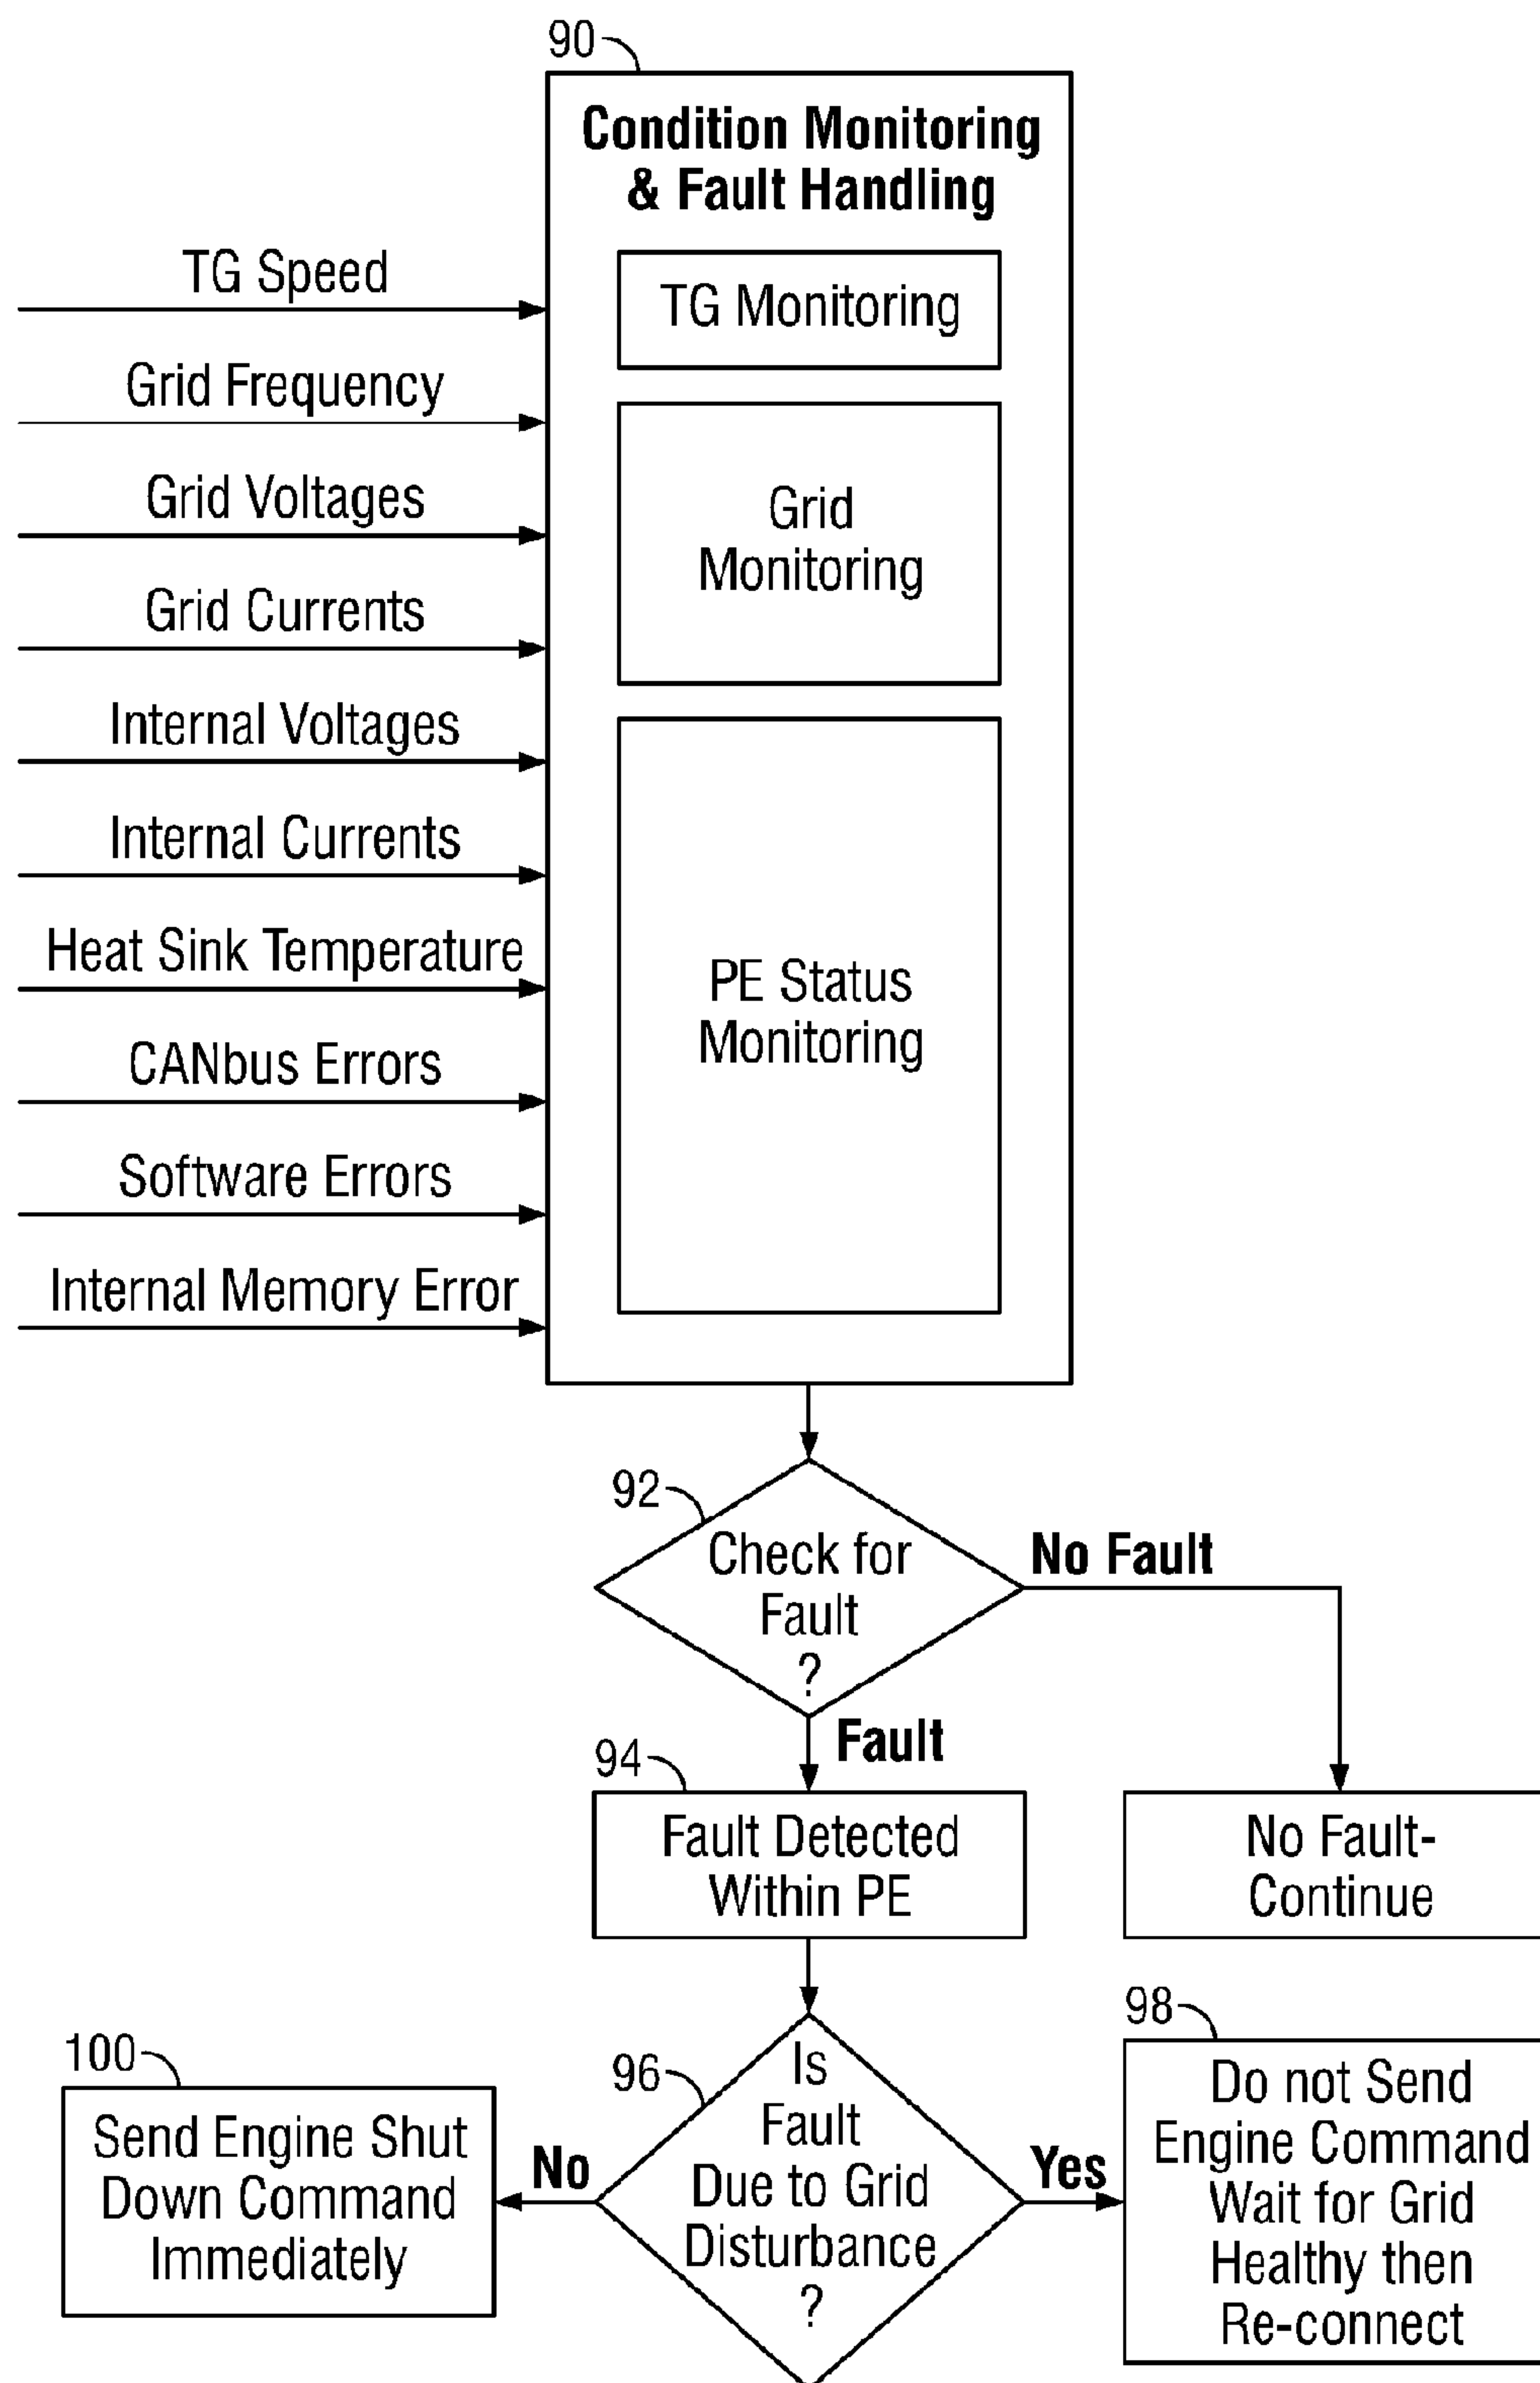 90
Condition Monitoring
& Fault Handling
TG Speed
TG Monitoring
Grid Frequency
Grid Voltages
Grid
Monitoring
Grid Currents
Internal Voltages
Internal Currents
Heat Sink Temperature
PE Status
Monitoring
CANbus Errors
Software Errors
Internal Memory Error
92
Check for
Fault
?
No Fault
Fault
94
Fault Detected
Within PE
No Fault-
Continue
96
Is
Fault
Due to Grid
Disturbance
?
No
Yes
100
Send Engine Shut
Down Command
Immediately
98
Do not Send
Engine Command
Wait for Grid
Healthy then
Re-connect